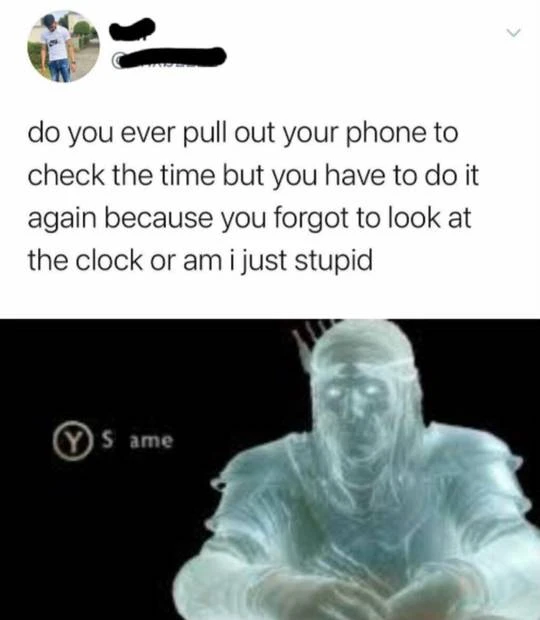 do you ever pull out your phone to
check the time but you have to do it
again because you forgot to look at
the clock or am i just stupid
Y S ame